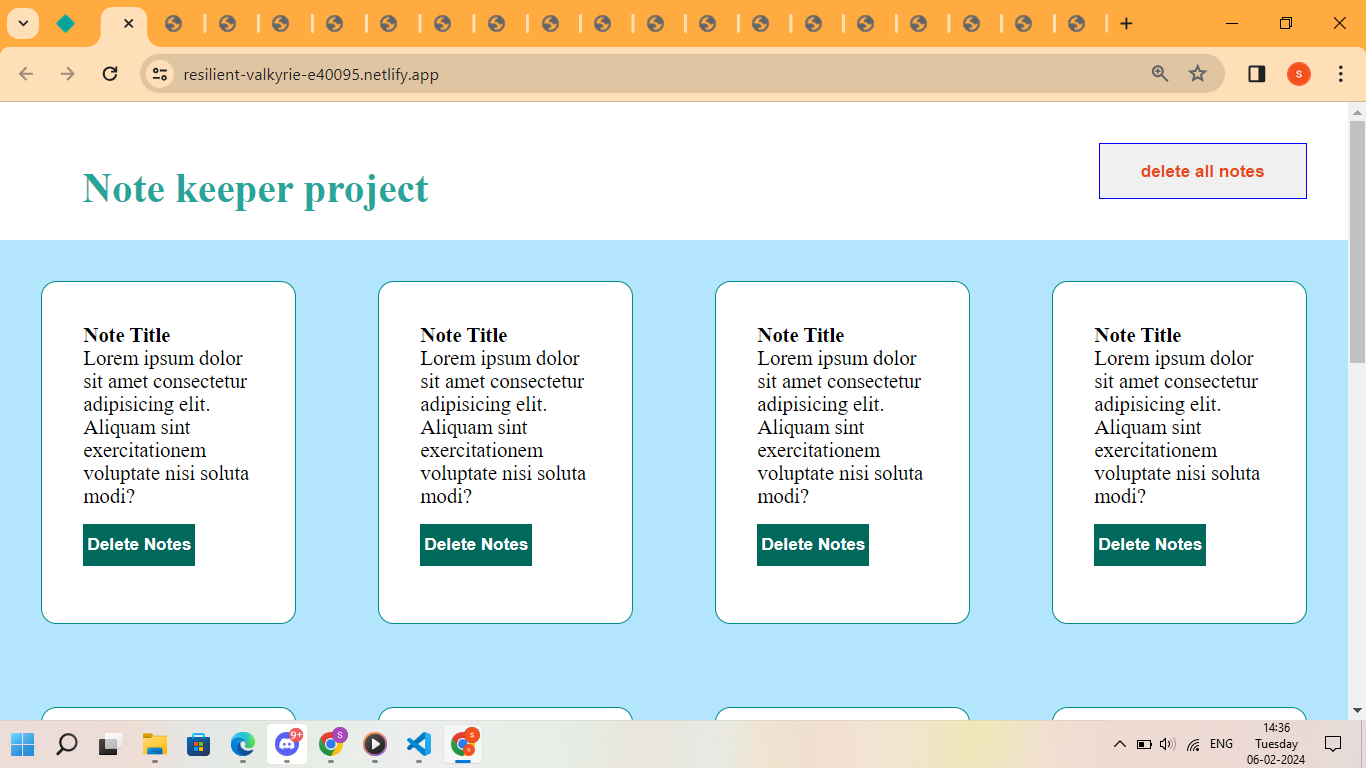 resilient-valkyrie-e40095.netlify.app
S
Note keeper project
delete all notes
Note Title
Lorem ipsum dolor
sit amet consectetur
adipisicing elit.
Aliquam sint
exercitationem
voluptate nisi soluta
modi?
Delete Notes
Note Title
Lorem ipsum dolor
sit amet consectetur
adipisicing elit.
Aliquam sint
exercitationem
voluptate nisi soluta
modi?
Delete Notes
Note Title
Lorem ipsum dolor
sit amet consectetur
adipisicing elit.
Aliquam sint
exercitationem
voluptate nisi soluta
modi?
Delete Notes
Note Title
Lorem ipsum dolor
sit amet consectetur
adipisicing elit.
Aliquam sint
exercitationem
voluptate nisi soluta
modi?
Delete Notes
9+
S
S
S
ENG
14:36
Tuesday
06-02-2024